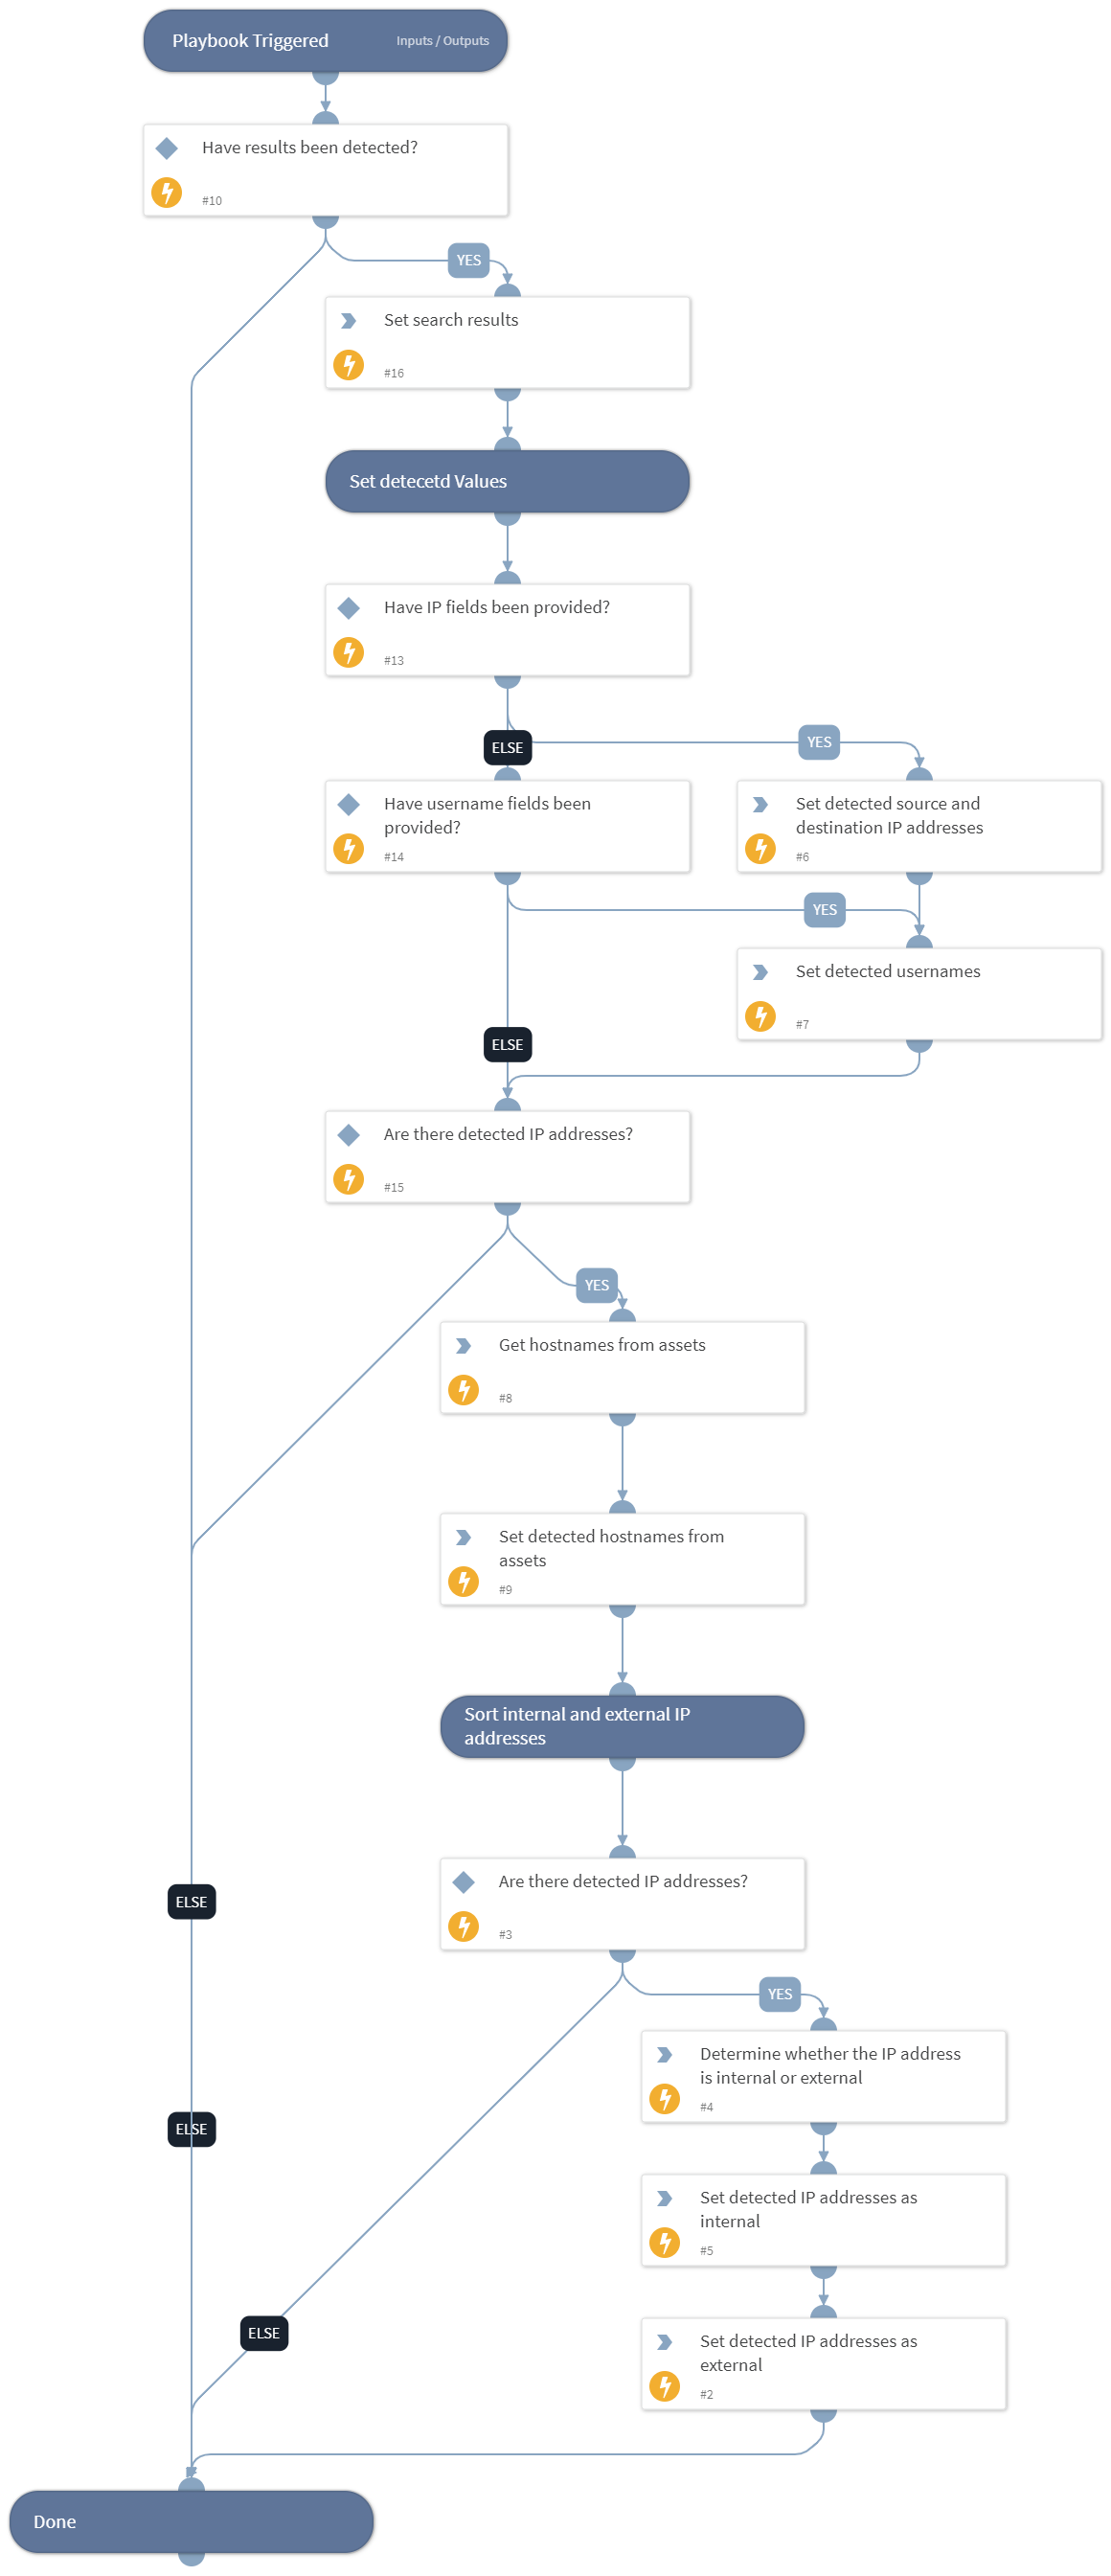 Playbook Triggered Inputs / Outputs
Have results been detected?
#10
YES
Set search results
#16
Set detecetd Values
Have IP fields been provided?
#13
ELSE
YES
Have username fields been
provided?
#14
Set detected source and
destination IP addresses
#6
YES
Set detected usernames
#7
ELSE
Are there detected IP addresses?
#15
YES
Get hostnames from assets
#8
Set detected hostnames from
assets
#9
Sort internal and external IP
addresses
Are there detected IP addresses?
#3
ELSE
YES
Determine whether the IP address
is internal or external
#4
ELSE
Set detected IP addresses as
internal
#5
ELSE
Set detected IP addresses as
external
#2
Done